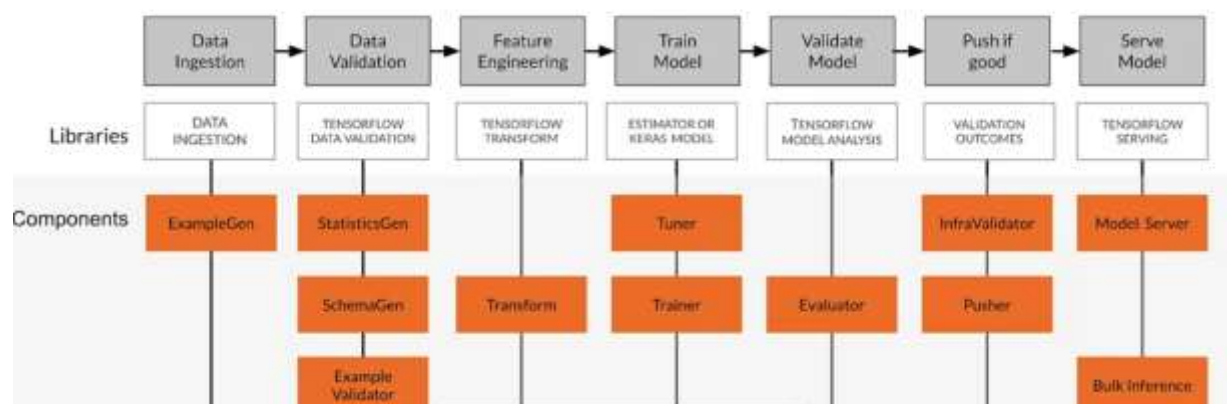 Data
Ingestion
Data
Validation
Feature
Engineering
Train
Model
Validate
Model
Push if
good
Serve
Model
Libraries
DATA
INGESTION
TENSORFLOW
DATA VALIDATION
TENSORFLOW
TRANSFORM
ESTIMATOR OR
KERAS MODEL
TENSORFLOW
MODEL ANALYSIS
VALIDATION
OUTCOMES
TENSORFLOW
SERVING
Components
ExampleGen
StatisticsGen
Tuner
InfraValidator
Model Server
SchemaGen
Transform
Trainer
Evaluator
Pusher
Example
Validator
Bulk Inference